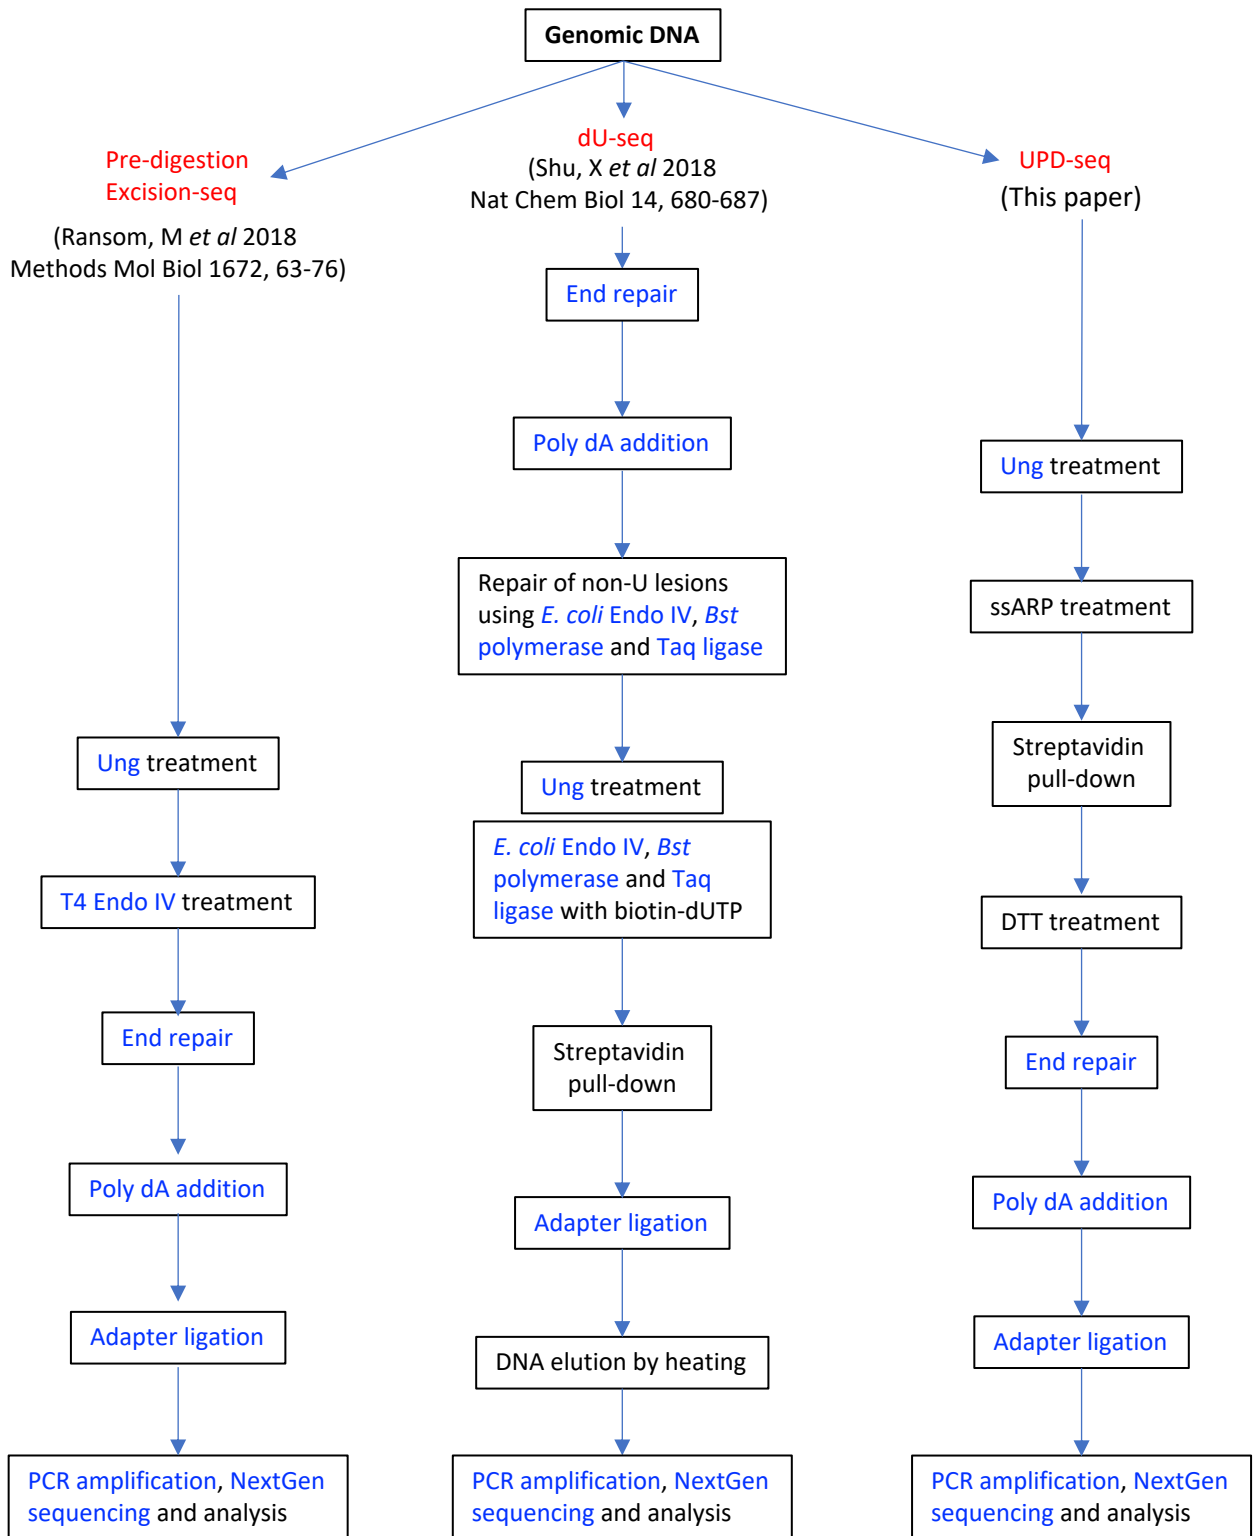 Genomic DNA
Pre-digestion
Excision-seq
(Ransom, M et al 2018
Methods Mol Biol 1672, 63-76)
Ung treatment
T4 Endo IV treatment
End repair
Poly dA addition
Adapter ligation
PCR amplification, NextGen
sequencing and analysis
dU-seq
(Shu, X et al 2018
Nat Chem Biol 14, 680-687)
End repair
Poly dA addition
Repair of non-U lesions
using E. coli Endo IV, Bst
polymerase and Taq ligase
Ung treatment
E. coli Endo IV, Bst
polymerase and Taq
ligase with biotin-dUTP
Streptavidin
pull-down
Adapter ligation
DNA elution by heating
PCR amplification, NextGen
sequencing and analysis
UPD-seq
(This paper)
Ung treatment
ssARP treatment
Streptavidin
pull-down
DTT treatment
End repair
Poly dA addition
Adapter ligation
PCR amplification, NextGen
sequencing and analysis